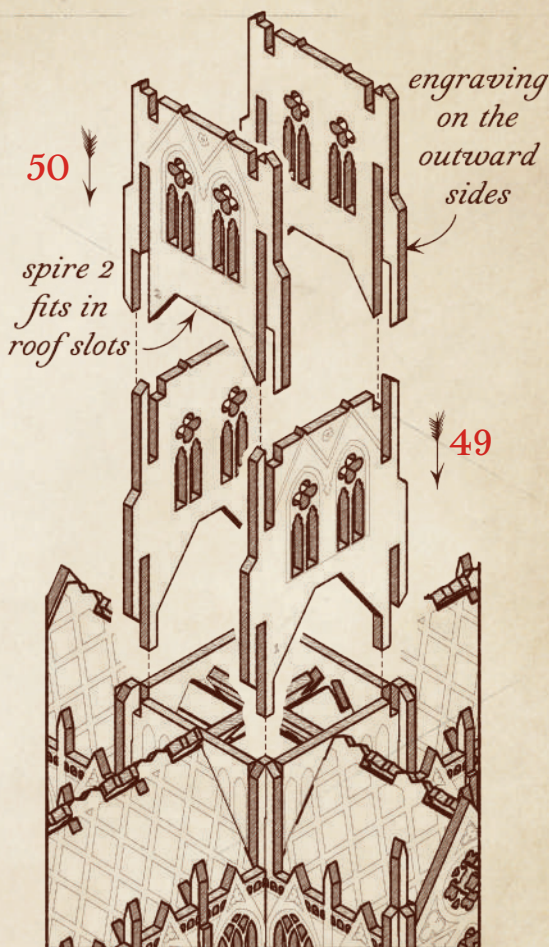 engraving
on the
outward
sides
50
spire 2
fits in
roof slots
49